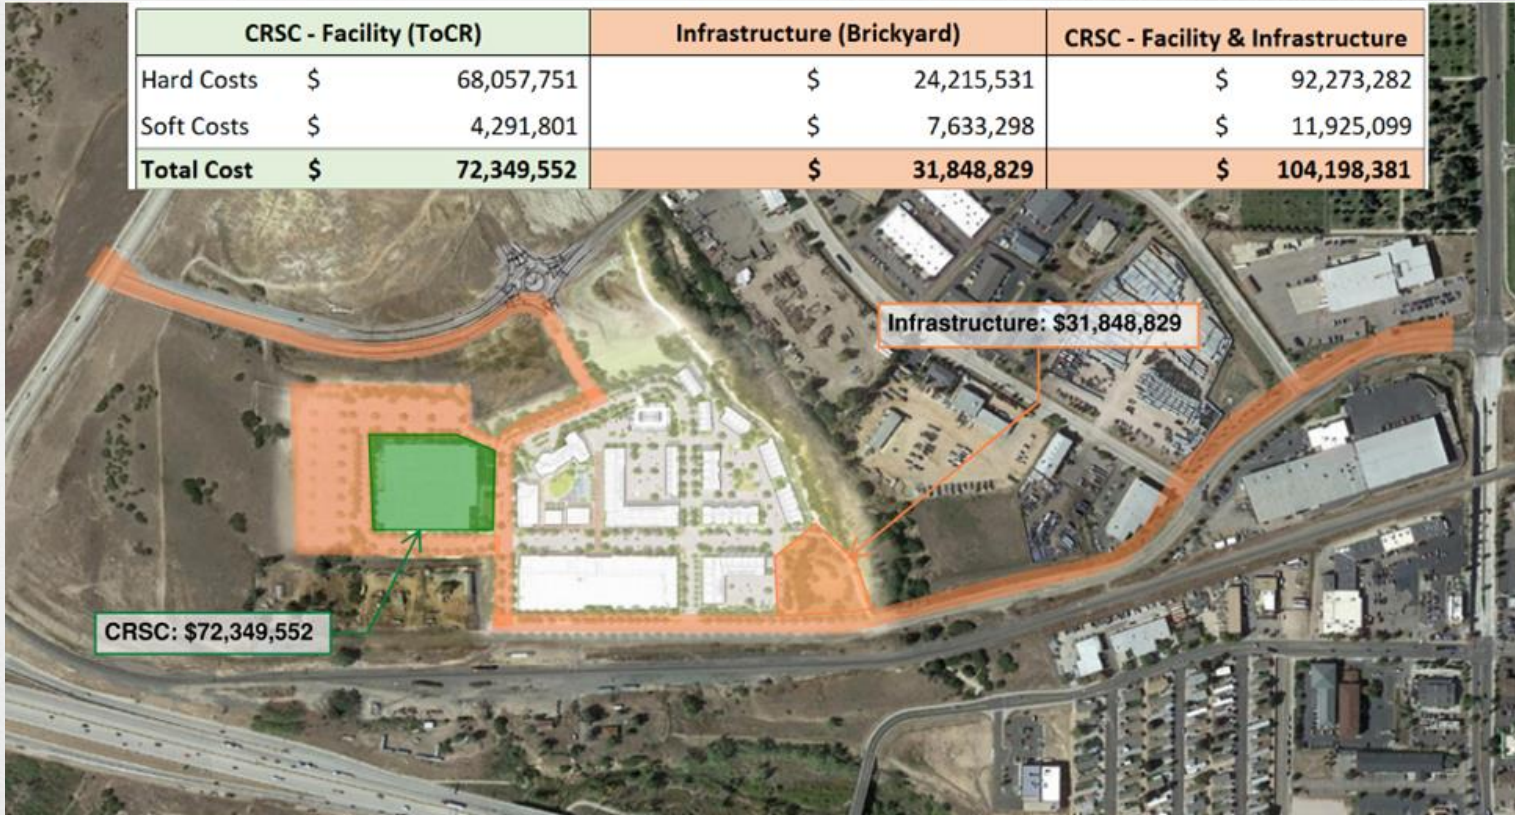 CRSC - Facility (ToCR) Infrastructure (Brickyard) CRSC - Facility & Infrastructure
Hard Costs $ 68,057,751 $ 24,215,531 $ 92,273,282
Soft Costs $ 4,291,801 $ 7,633,298 $ 11,925,099
Total Cost $ 72,349,552 $ 31,848,829 $ 104,198,381
Infrastructure: $31,848,829
CRSC: $72,349,552